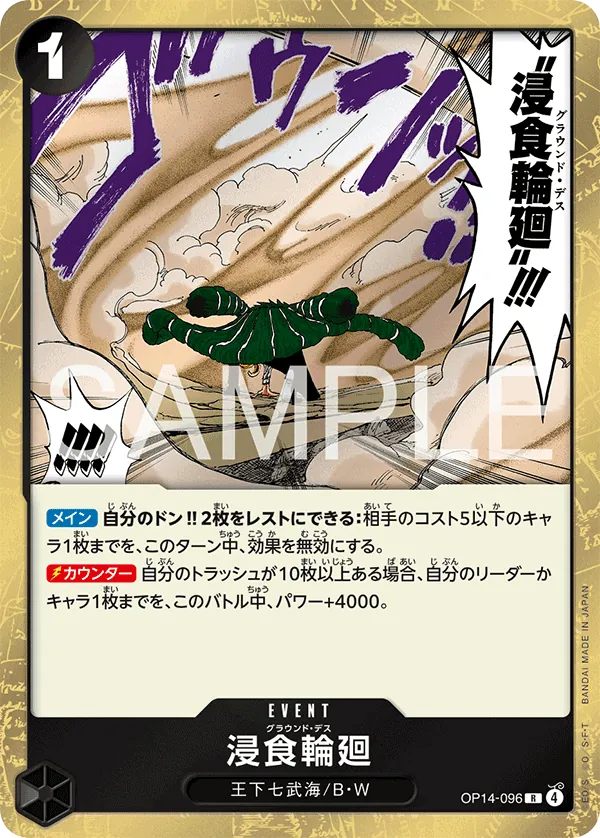 1
グラウンドッ
"浸食輪廻"!!!
グラウンド・デス
!!!!
SAMPLE
メイン 自分のドン!!2枚をレストにできる:相手のコスト5以下のキャ
ラ1枚までを、このターン中、効果を無効にする。
カウンター 自分のトラッシュが10枚以上ある場合、自分のリーダーか
キャラ1枚までを、このバトル中、パワー+4000。
EVENT
グラウンド・デス
浸食輪廻
王下七武海/B・W
OP14-096 R 4
©E.O./S. ©O./S・F・T BANDAI MADE IN JAPAN